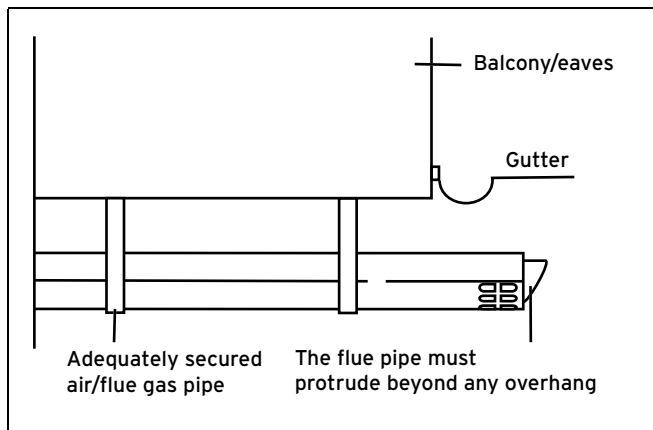 Balcony/eaves
Gutter
Adequately secured
air/flue gas pipe
The flue pipe must
protrude beyond any overhang